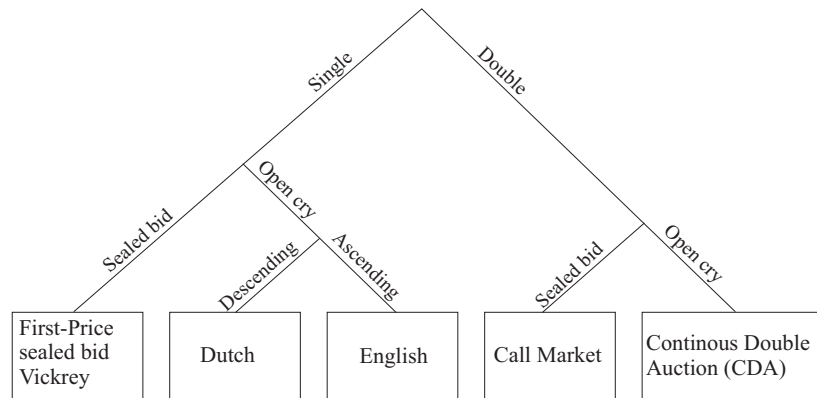 Single
Double
Open cry
Sealed bid
Open cry
Ascending
Descending
Sealed bid
First-Price
sealed bid
Vickrey
Dutch
English
Call Market
Continous Double
Auction (CDA)